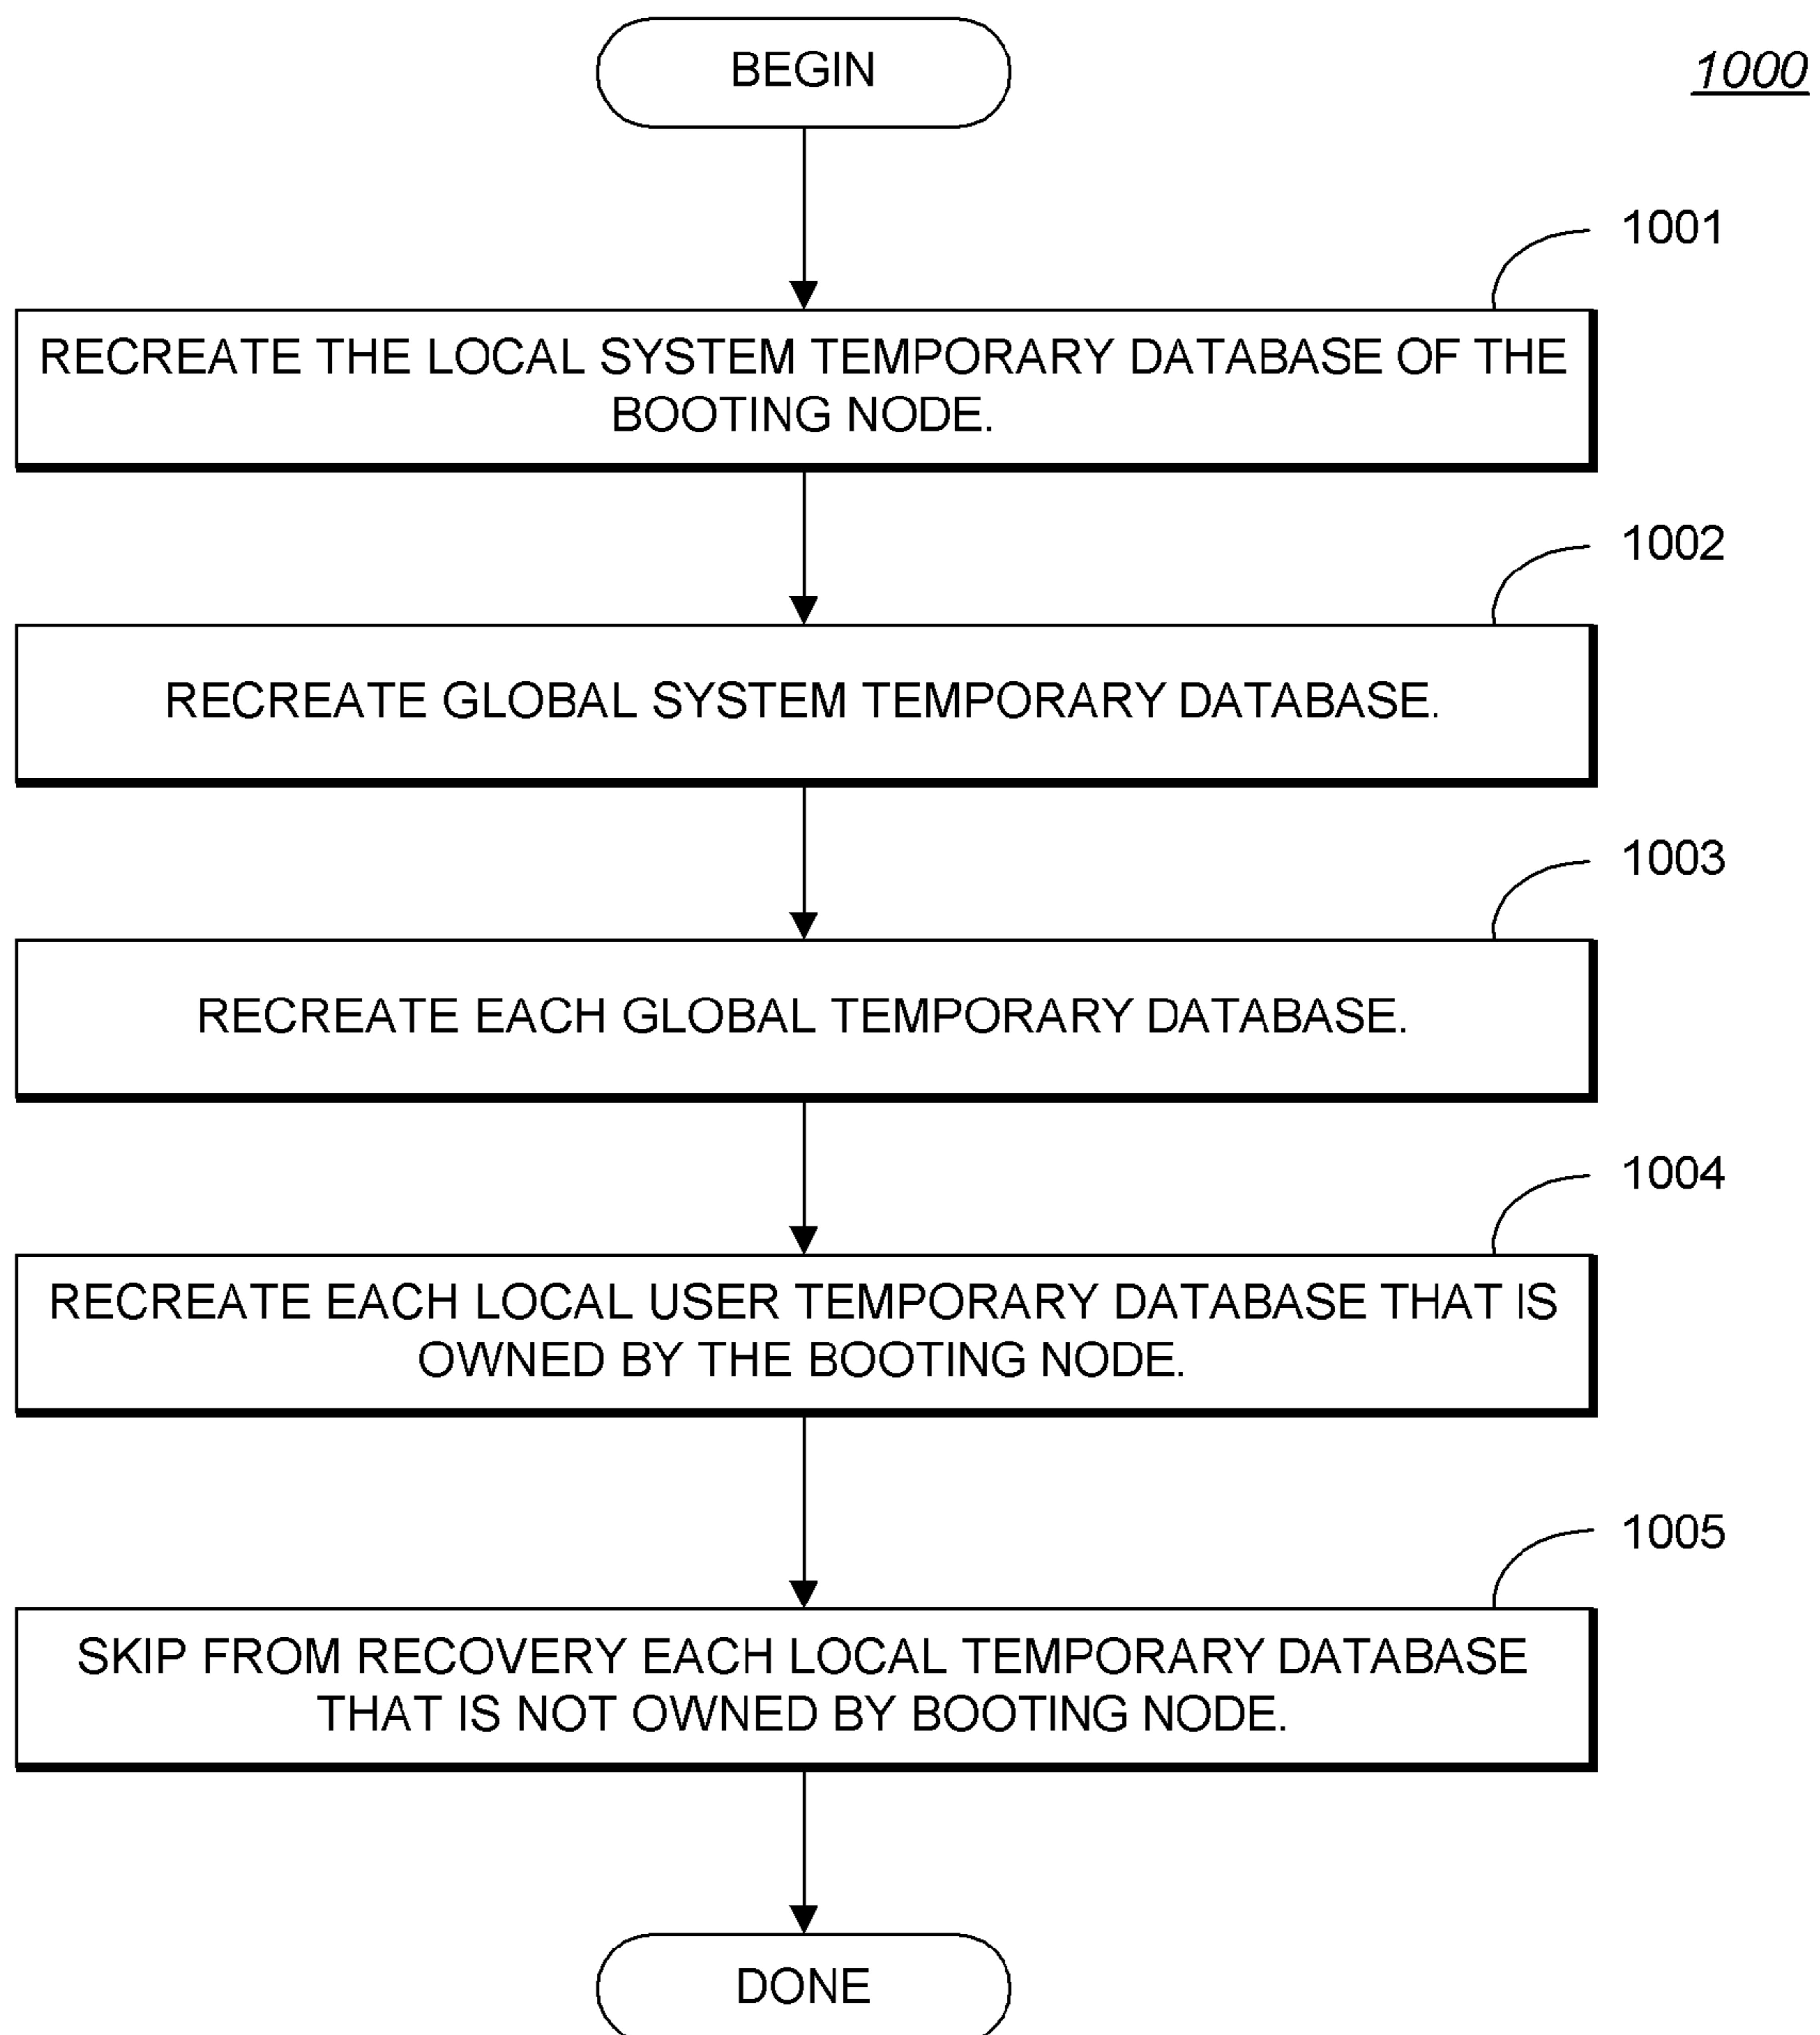 BEGIN
1000
1001
RECREATE THE LOCAL SYSTEM TEMPORARY DATABASE OF THE
BOOTING NODE.
1002
RECREATE GLOBAL SYSTEM TEMPORARY DATABASE.
1003
RECREATE EACH GLOBAL TEMPORARY DATABASE.
1004
RECREATE EACH LOCAL USER TEMPORARY DATABASE THAT IS
OWNED BY THE BOOTING NODE.
1005
SKIP FROM RECOVERY EACH LOCAL TEMPORARY DATABASE
THAT IS NOT OWNED BY BOOTING NODE.
DONE